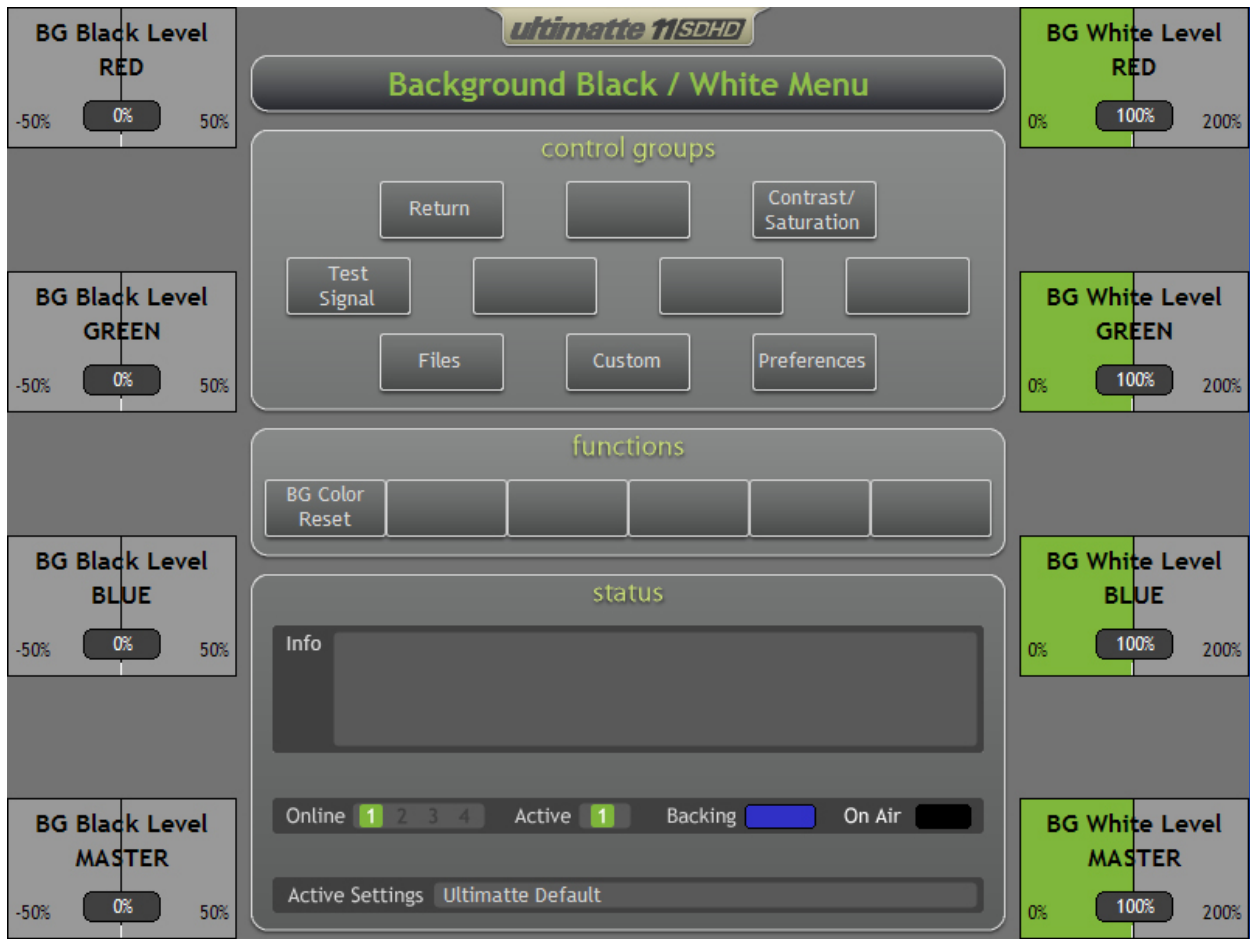 ultimatte 11 SDHD
Background Black / White Menu
BG Black Level
RED
0%
-50%
50%
BG Black Level
GREEN
0%
-50%
50%
BG Black Level
BLUE
0%
-50%
50%
BG Black Level
MASTER
0%
-50%
50%
control groups
Return
Contrast/
Saturation
Test
Signal
Files
Custom
Preferences
functions
BG Color
Reset
status
Info
Online 1 2 3 4 Active 1 Backing On Air
Active Settings Ultimatte Default
BG White Level
RED
100%
0%
200%
BG White Level
GREEN
100%
0%
200%
BG White Level
BLUE
100%
0%
200%
BG White Level
MASTER
100%
0%
200%